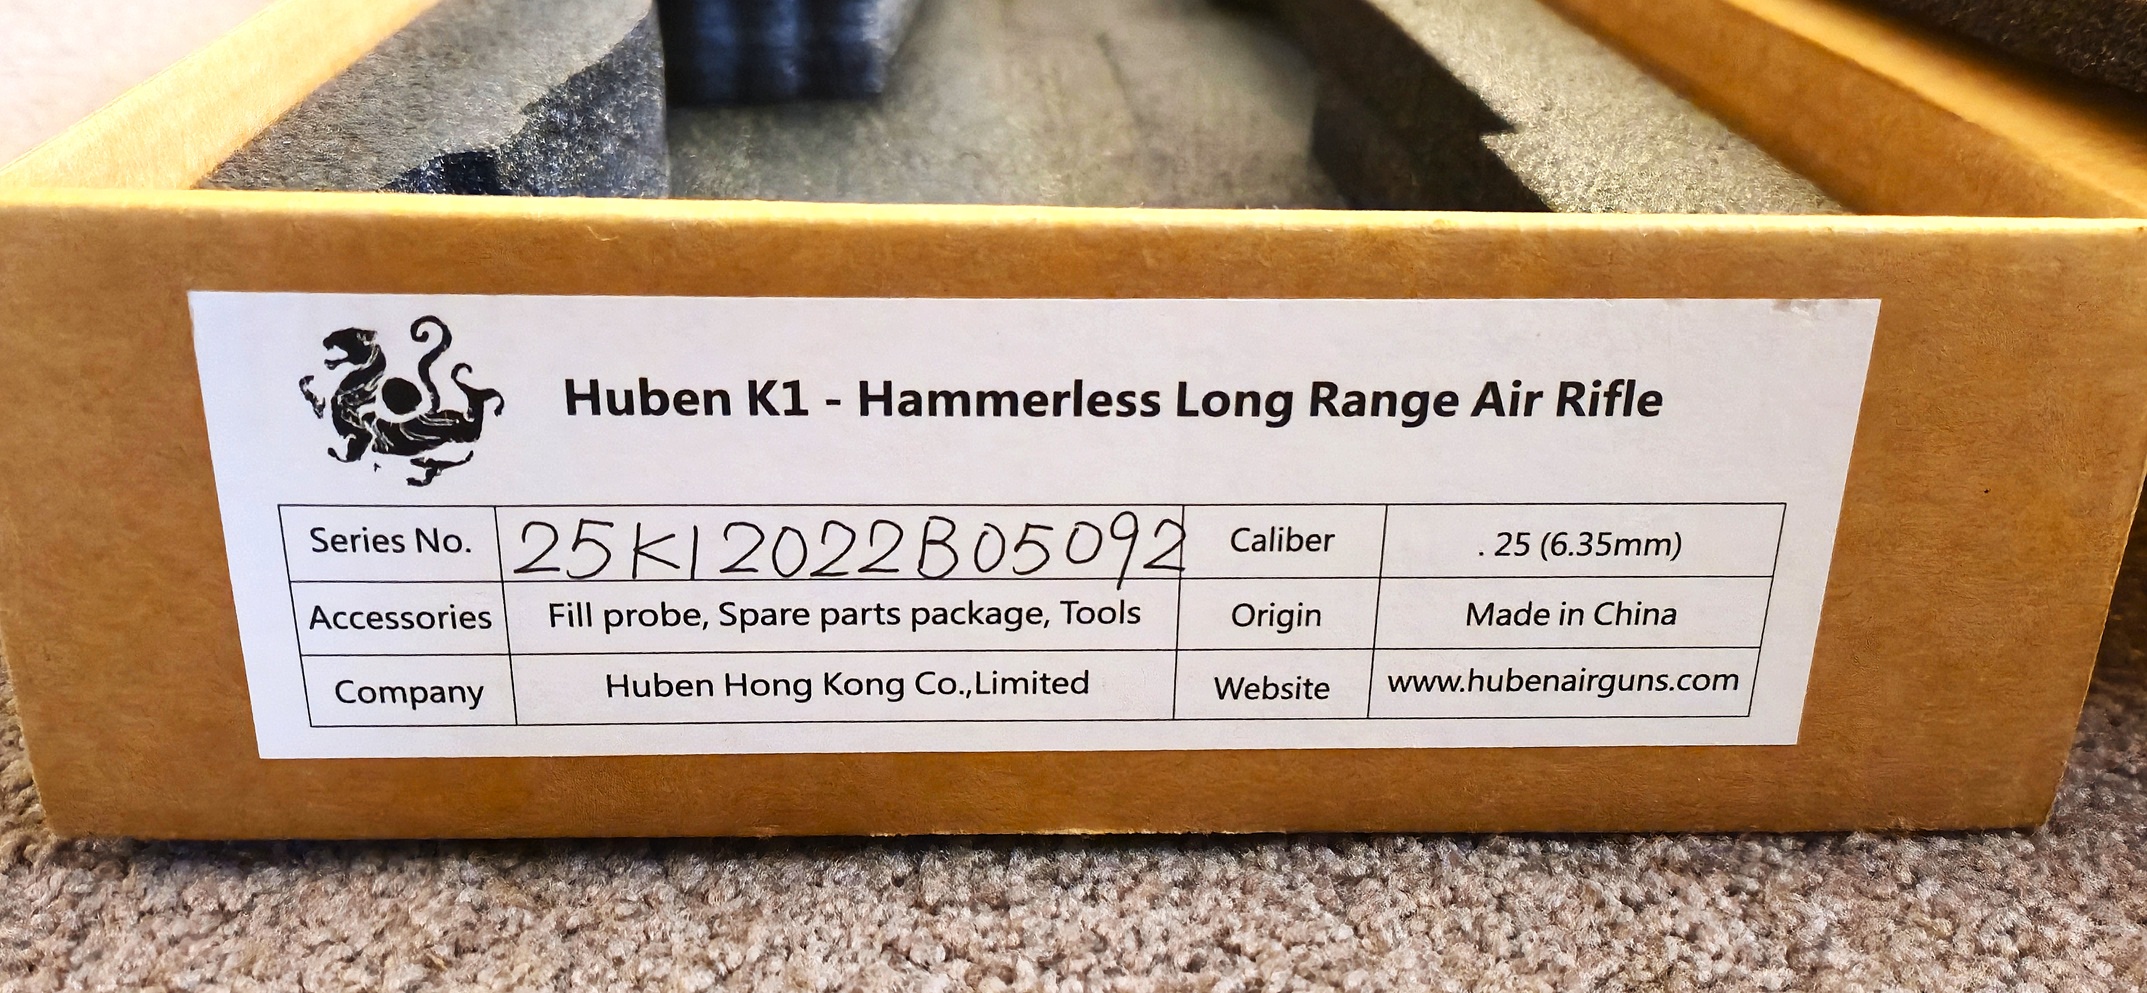 Huben K1 - Hammerless Long Range Air Rifle
Series No. 25K12022B05092 Caliber . 25 (6.35mm)
Accessories Fill probe, Spare parts package, Tools Origin Made in China
Company Huben Hong Kong Co.,Limited Website www.hubenairguns.com